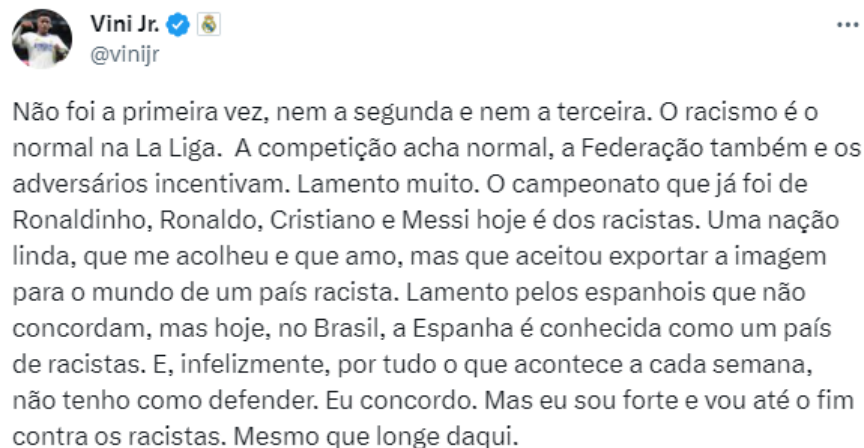 Vini Jr.
@vinijr
Não foi a primeira vez, nem a segunda e nem a terceira. O racismo é o
normal na La Liga.  A competição acha normal, a Federação também e os
adversários incentivam. Lamento muito. O campeonato que já foi de
Ronaldinho, Ronaldo, Cristiano e Messi hoje é dos racistas. Uma nação
linda, que me acolheu e que amo, mas que aceitou exportar a imagem
para o mundo de um país racista. Lamento pelos espanhois que não
concordam, mas hoje, no Brasil, a Espanha é conhecida como um país
de racistas. E, infelizmente, por tudo o que acontece a cada semana,
não tenho como defender. Eu concordo. Mas eu sou forte e vou até o fim
contra os racistas. Mesmo que longe daqui.